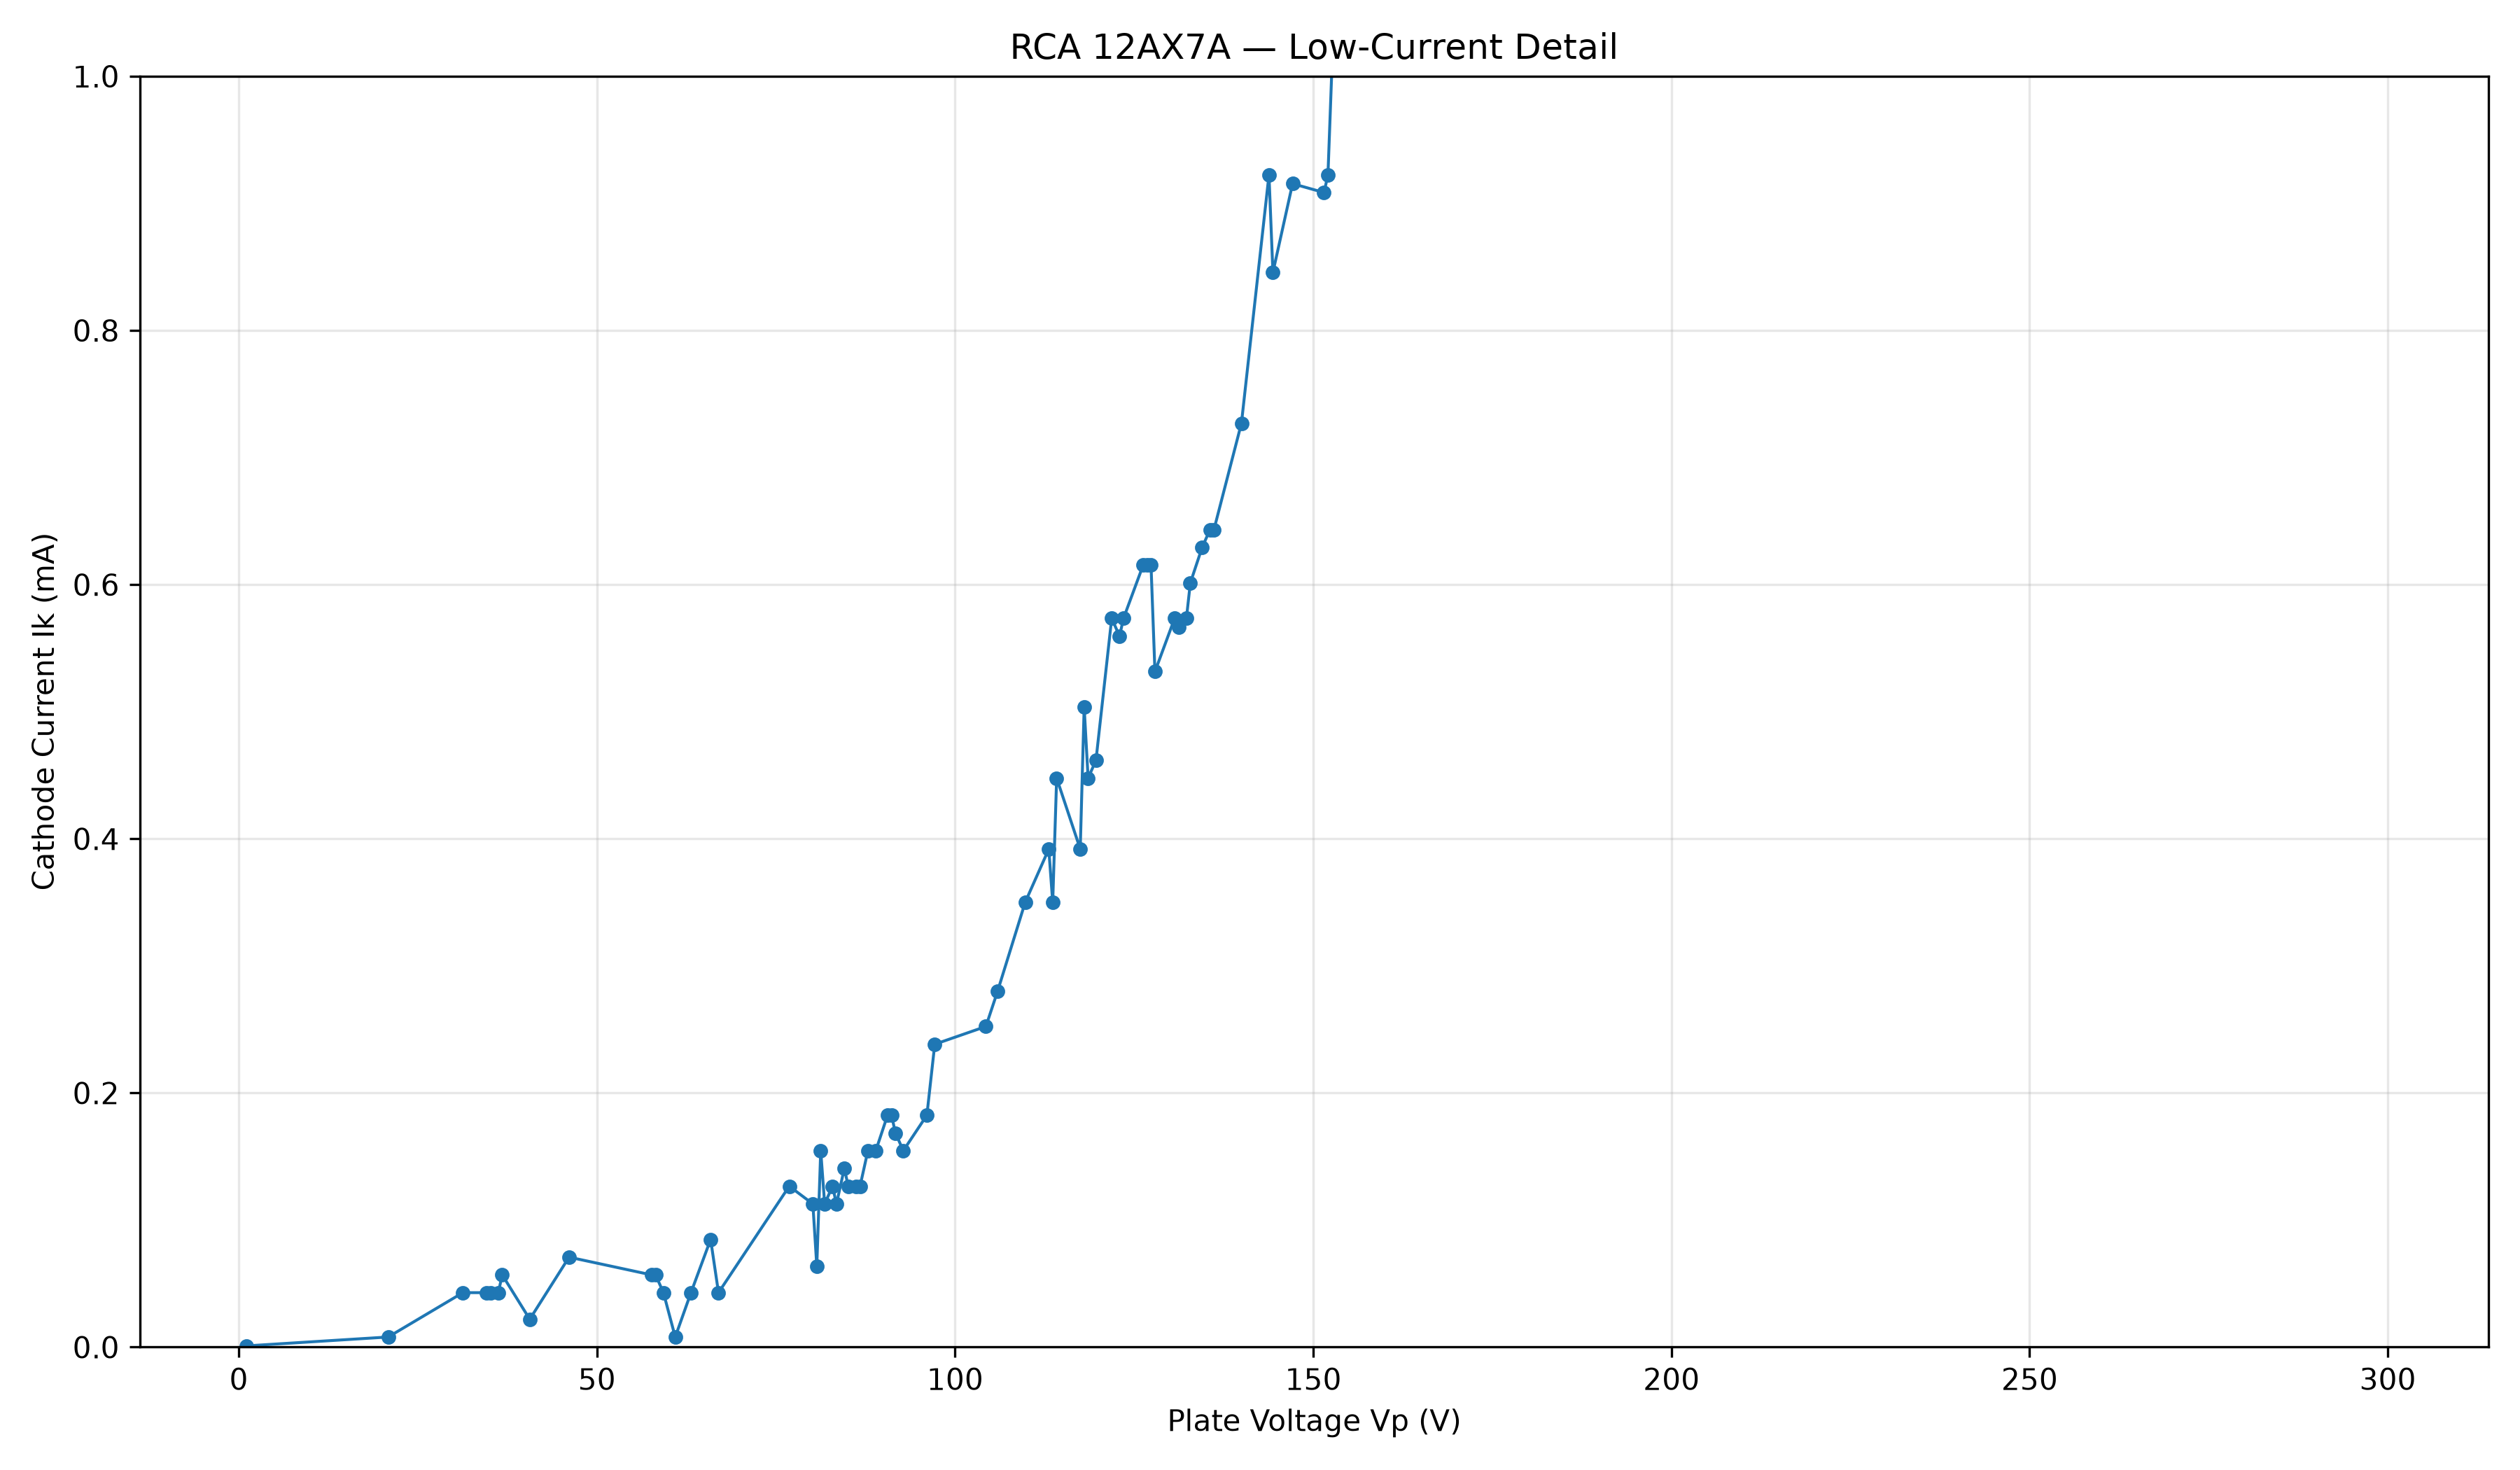 RCA 12AX7A — Low-Current Detail
1.0
0.8
0.6
0.4
0.2
0.0
Cathode Current Ik (mA)
0 50 100 150 200 250 300
Plate Voltage Vp (V)